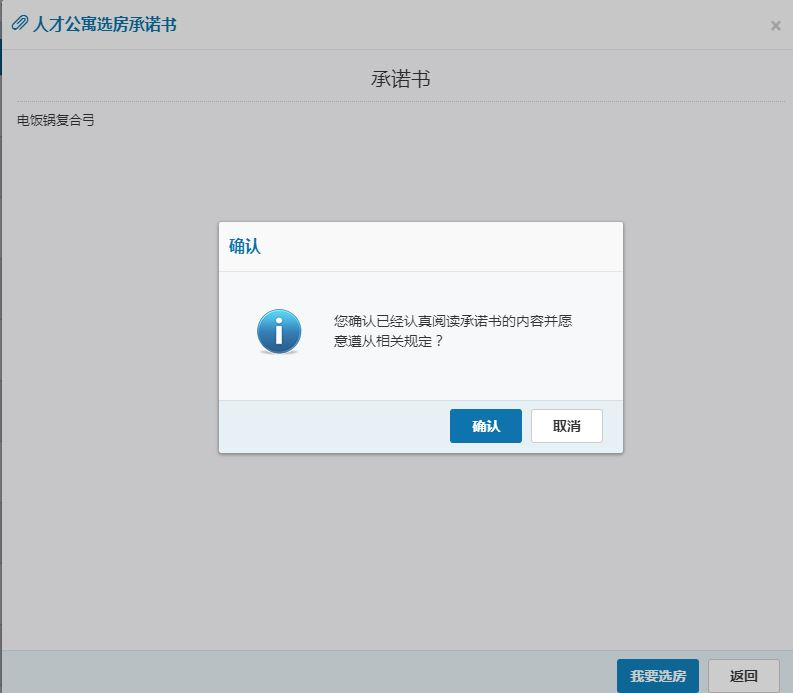 人才公寓选房承诺书
×
承诺书
电饭锅复合弓
确认
您确认已经认真阅读承诺书的内容并愿
意遵从相关规定？
确认
取消
我要选房
返回